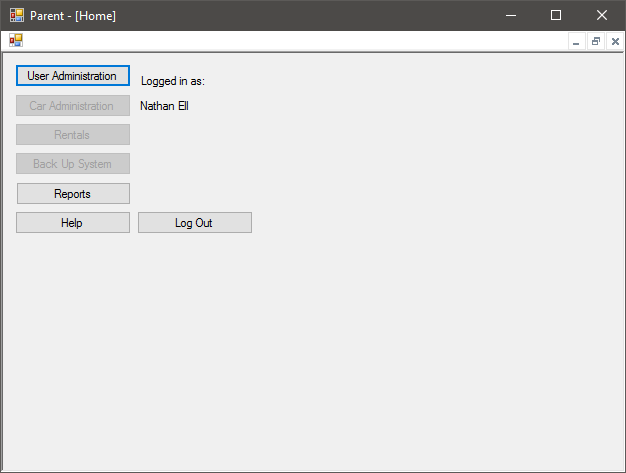 Parent - [Home]
User Administration
Logged in as:
Car Administration
Nathan Ell
Rentals
Back Up System
Reports
Help
Log Out